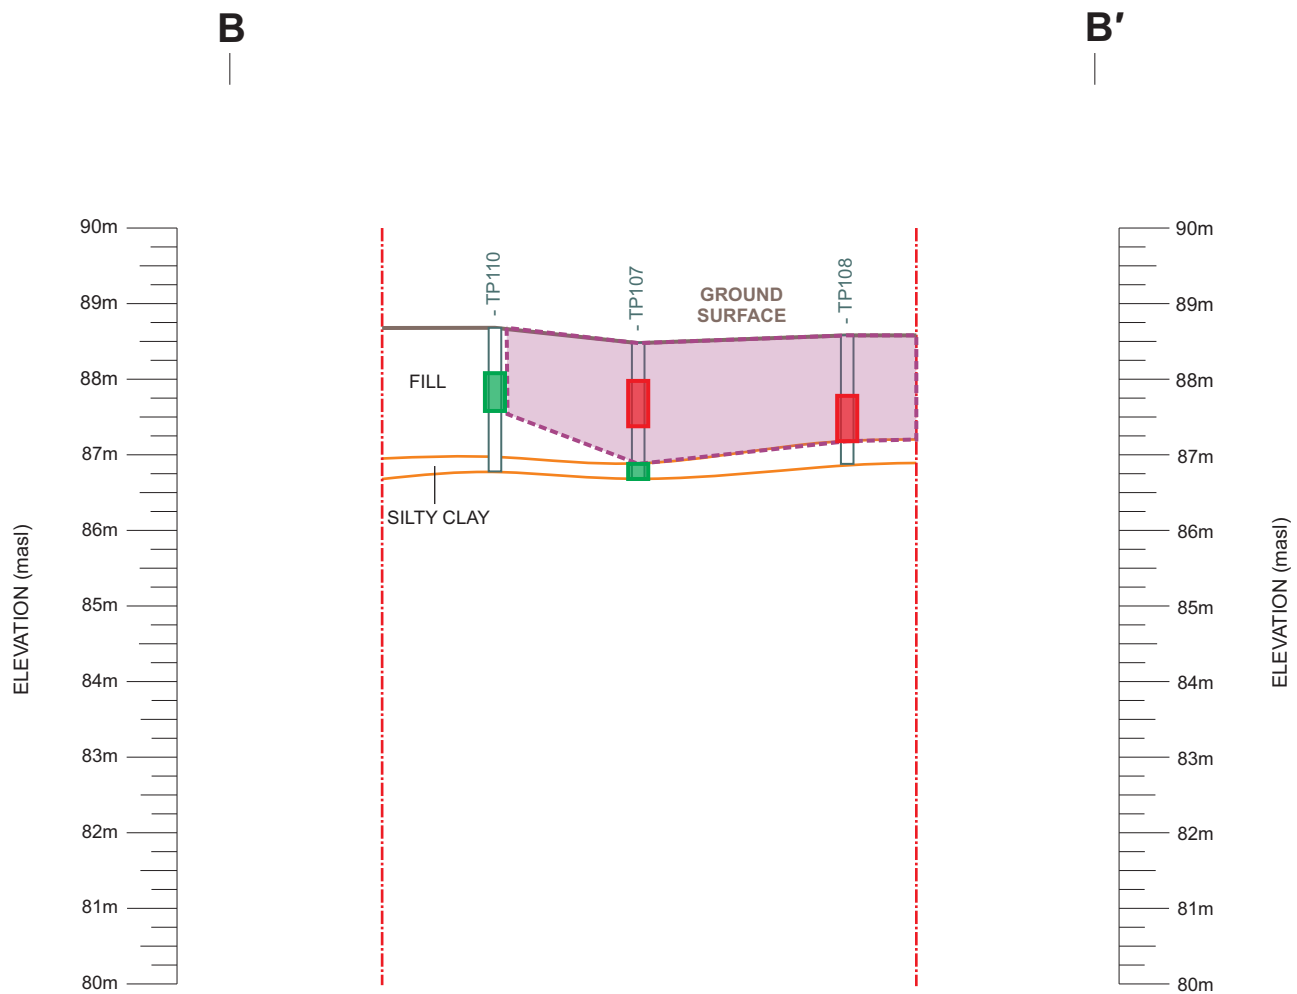 B
B'
90m
89m
88m
87m
86m
85m
84m
83m
82m
81m
80m
ELEVATION (masl)
- TP110
- TP107
- TP108
GROUND
SURFACE
FILL
SILTY CLAY
90m
89m
88m
87m
86m
85m
84m
83m
82m
81m
80m
ELEVATION (masl)